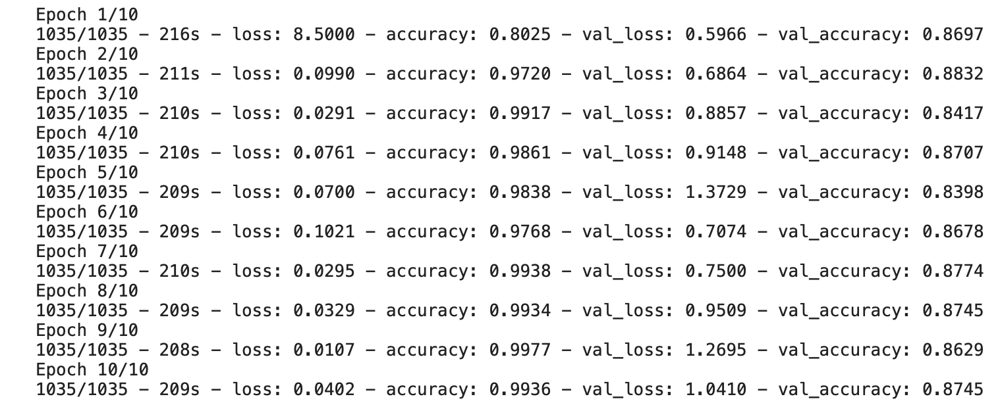 Epoch 1/10
1035/1035 - 216s - loss: 8.5000 - accuracy: 0.8025 - val_loss: 0.5966 - val_accuracy: 0.8697
Epoch 2/10
1035/1035 - 211s - loss: 0.0990 - accuracy: 0.9720 - val_loss: 0.6864 - val_accuracy: 0.8832
Epoch 3/10
1035/1035 - 210s - loss: 0.0291 - accuracy: 0.9917 - val_loss: 0.8857 - val_accuracy: 0.8417
Epoch 4/10
1035/1035 - 210s - loss: 0.0761 - accuracy: 0.9861 - val_loss: 0.9148 - val_accuracy: 0.8707
Epoch 5/10
1035/1035 - 209s - loss: 0.0700 - accuracy: 0.9838 - val_loss: 1.3729 - val_accuracy: 0.8398
Epoch 6/10
1035/1035 - 209s - loss: 0.1021 - accuracy: 0.9768 - val_loss: 0.7074 - val_accuracy: 0.8678
Epoch 7/10
1035/1035 - 210s - loss: 0.0295 - accuracy: 0.9938 - val_loss: 0.7500 - val_accuracy: 0.8774
Epoch 8/10
1035/1035 - 209s - loss: 0.0329 - accuracy: 0.9934 - val_loss: 0.9509 - val_accuracy: 0.8745
Epoch 9/10
1035/1035 - 208s - loss: 0.0107 - accuracy: 0.9977 - val_loss: 1.2695 - val_accuracy: 0.8629
Epoch 10/10
1035/1035 - 209s - loss: 0.0402 - accuracy: 0.9936 - val_loss: 1.0410 - val_accuracy: 0.8745